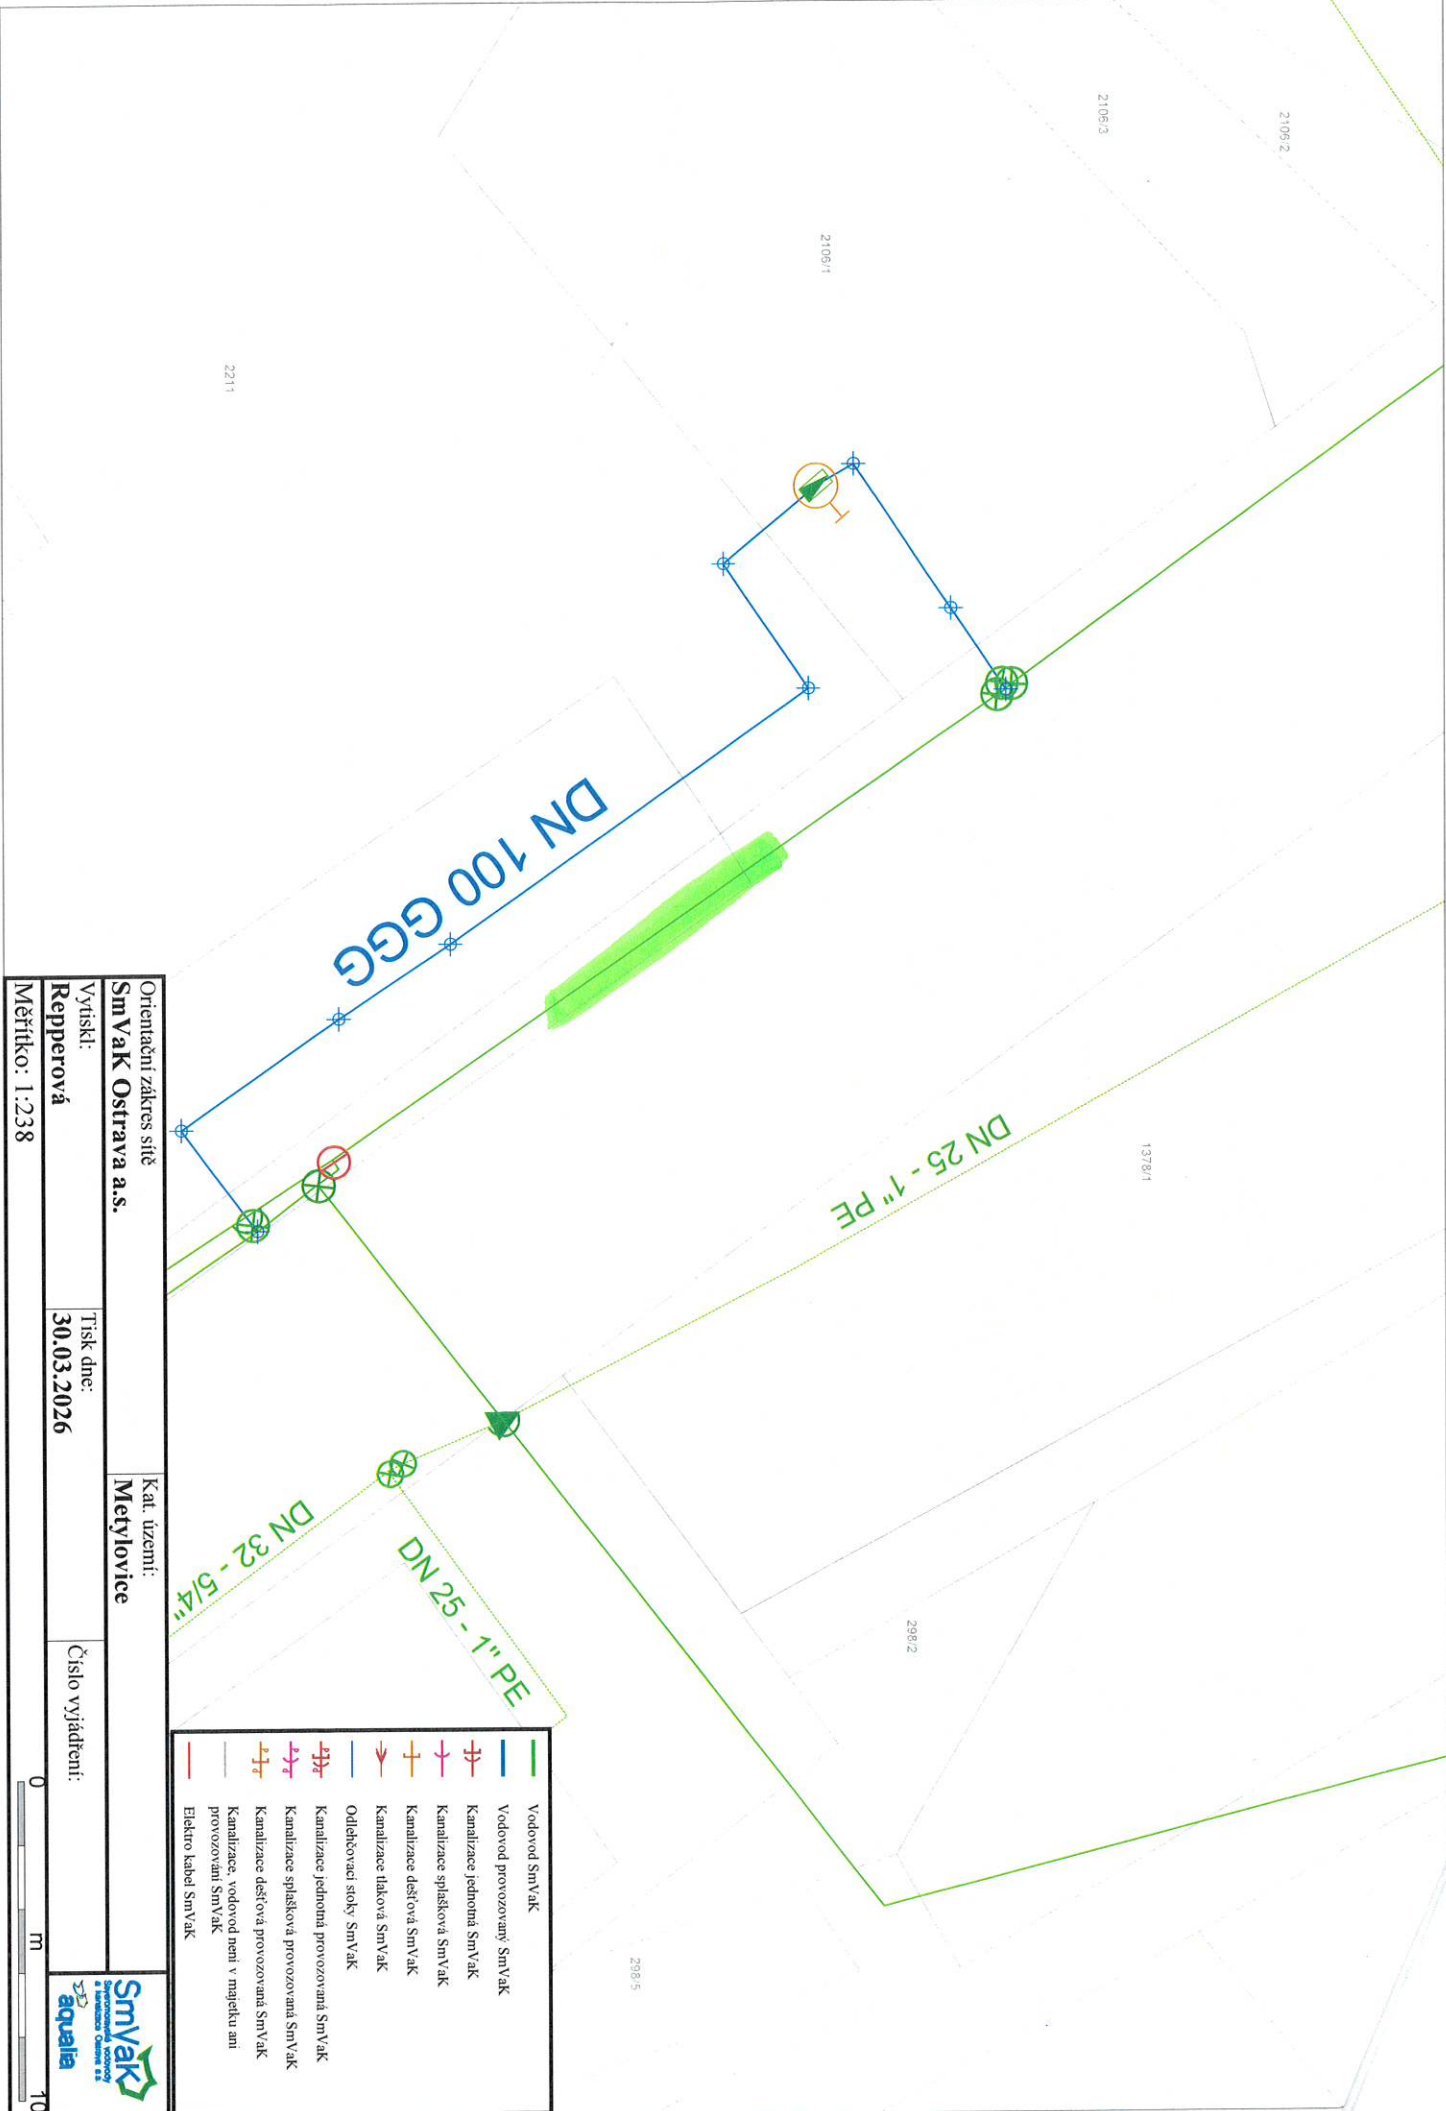 2106/2
2106/3
2106/1
2211
DN 100 GGG
DN 25 - 1" PE
1378/1
DN 32 - 5/4"
DN 25 - 1" PE
298/2
298/5
Vodovod SmVaK
Vodovod provozovaný SmVaK
Kanalizace jednotná SmVaK
Kanalizace splašková SmVaK
Kanalizace dešťová SmVaK
Kanalizace tlaková SmVaK
Odlehčovací stoky SmVaK
Kanalizace jednotná provozovaná SmVaK
Kanalizace splašková provozovaná SmVaK
Kanalizace dešťová provozovaná SmVaK
Kanalizace, vodovod není v majetku ani
provozování SmVaK
Elektro kabel SmVaK
Orientační zákres sítě
SmVaK Ostrava a.s.
Kat. území:
Metylovice
Vytiskl:
Repperová
Tisk dne:
30.03.2026
Číslo vyjádření:
Měřítko: 1:238
0 m 10
SmVaK
Severomoravské vodovody
a kanalizace Ostrava a.s.
aqualia